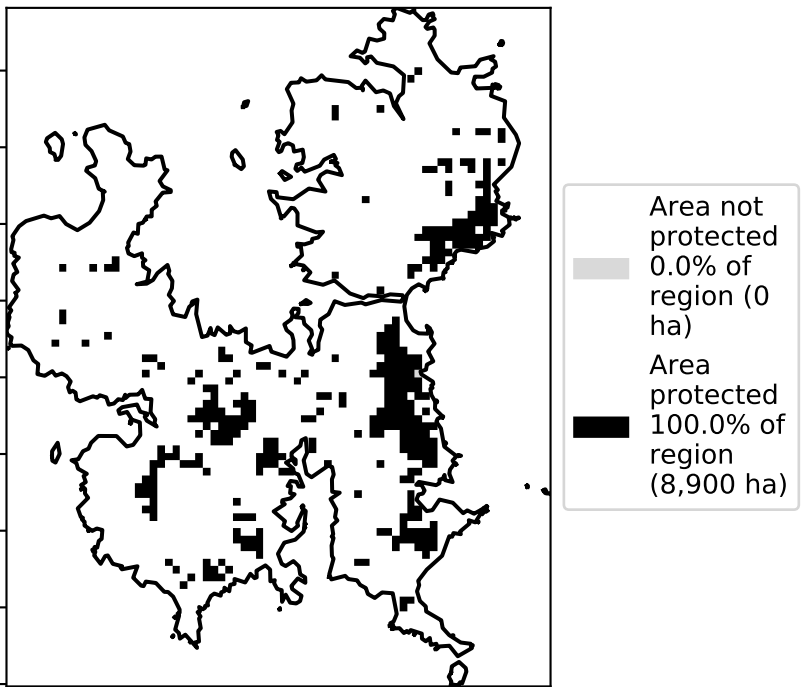 Area not
protected
0.0% of
region (0
ha)
Area
protected
100.0% of
region
(8,900 ha)